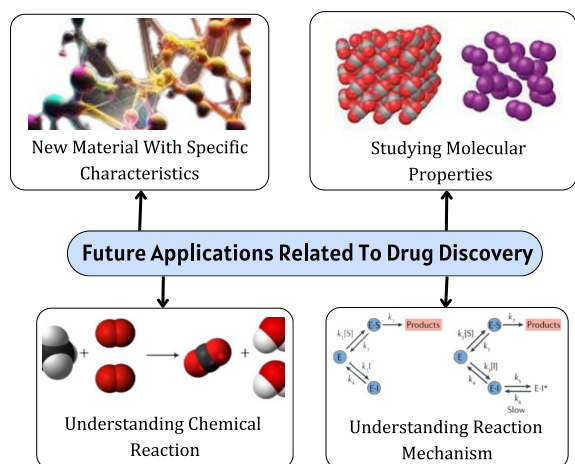 New Material With Specific
Characteristics
Studying Molecular
Properties
Future Applications Related To Drug Discovery
+
+
Understanding Chemical
Reaction
E-S
Products
E
E-I
E-S
Products
E
E-I
E-I*
Slow
Understanding Reaction
Mechanism